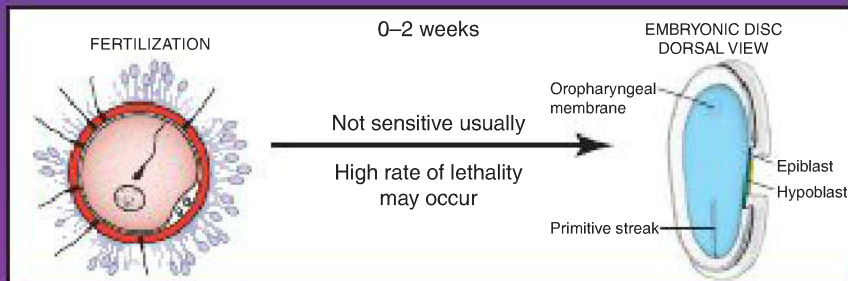 0–2 weeks
FERTILIZATION
EMBRYONIC DISC
DORSAL VIEW
Oropharyngeal
membrane
Not sensitive usually
High rate of lethality
may occur
Epiblast
Hypoblast
Primitive streak